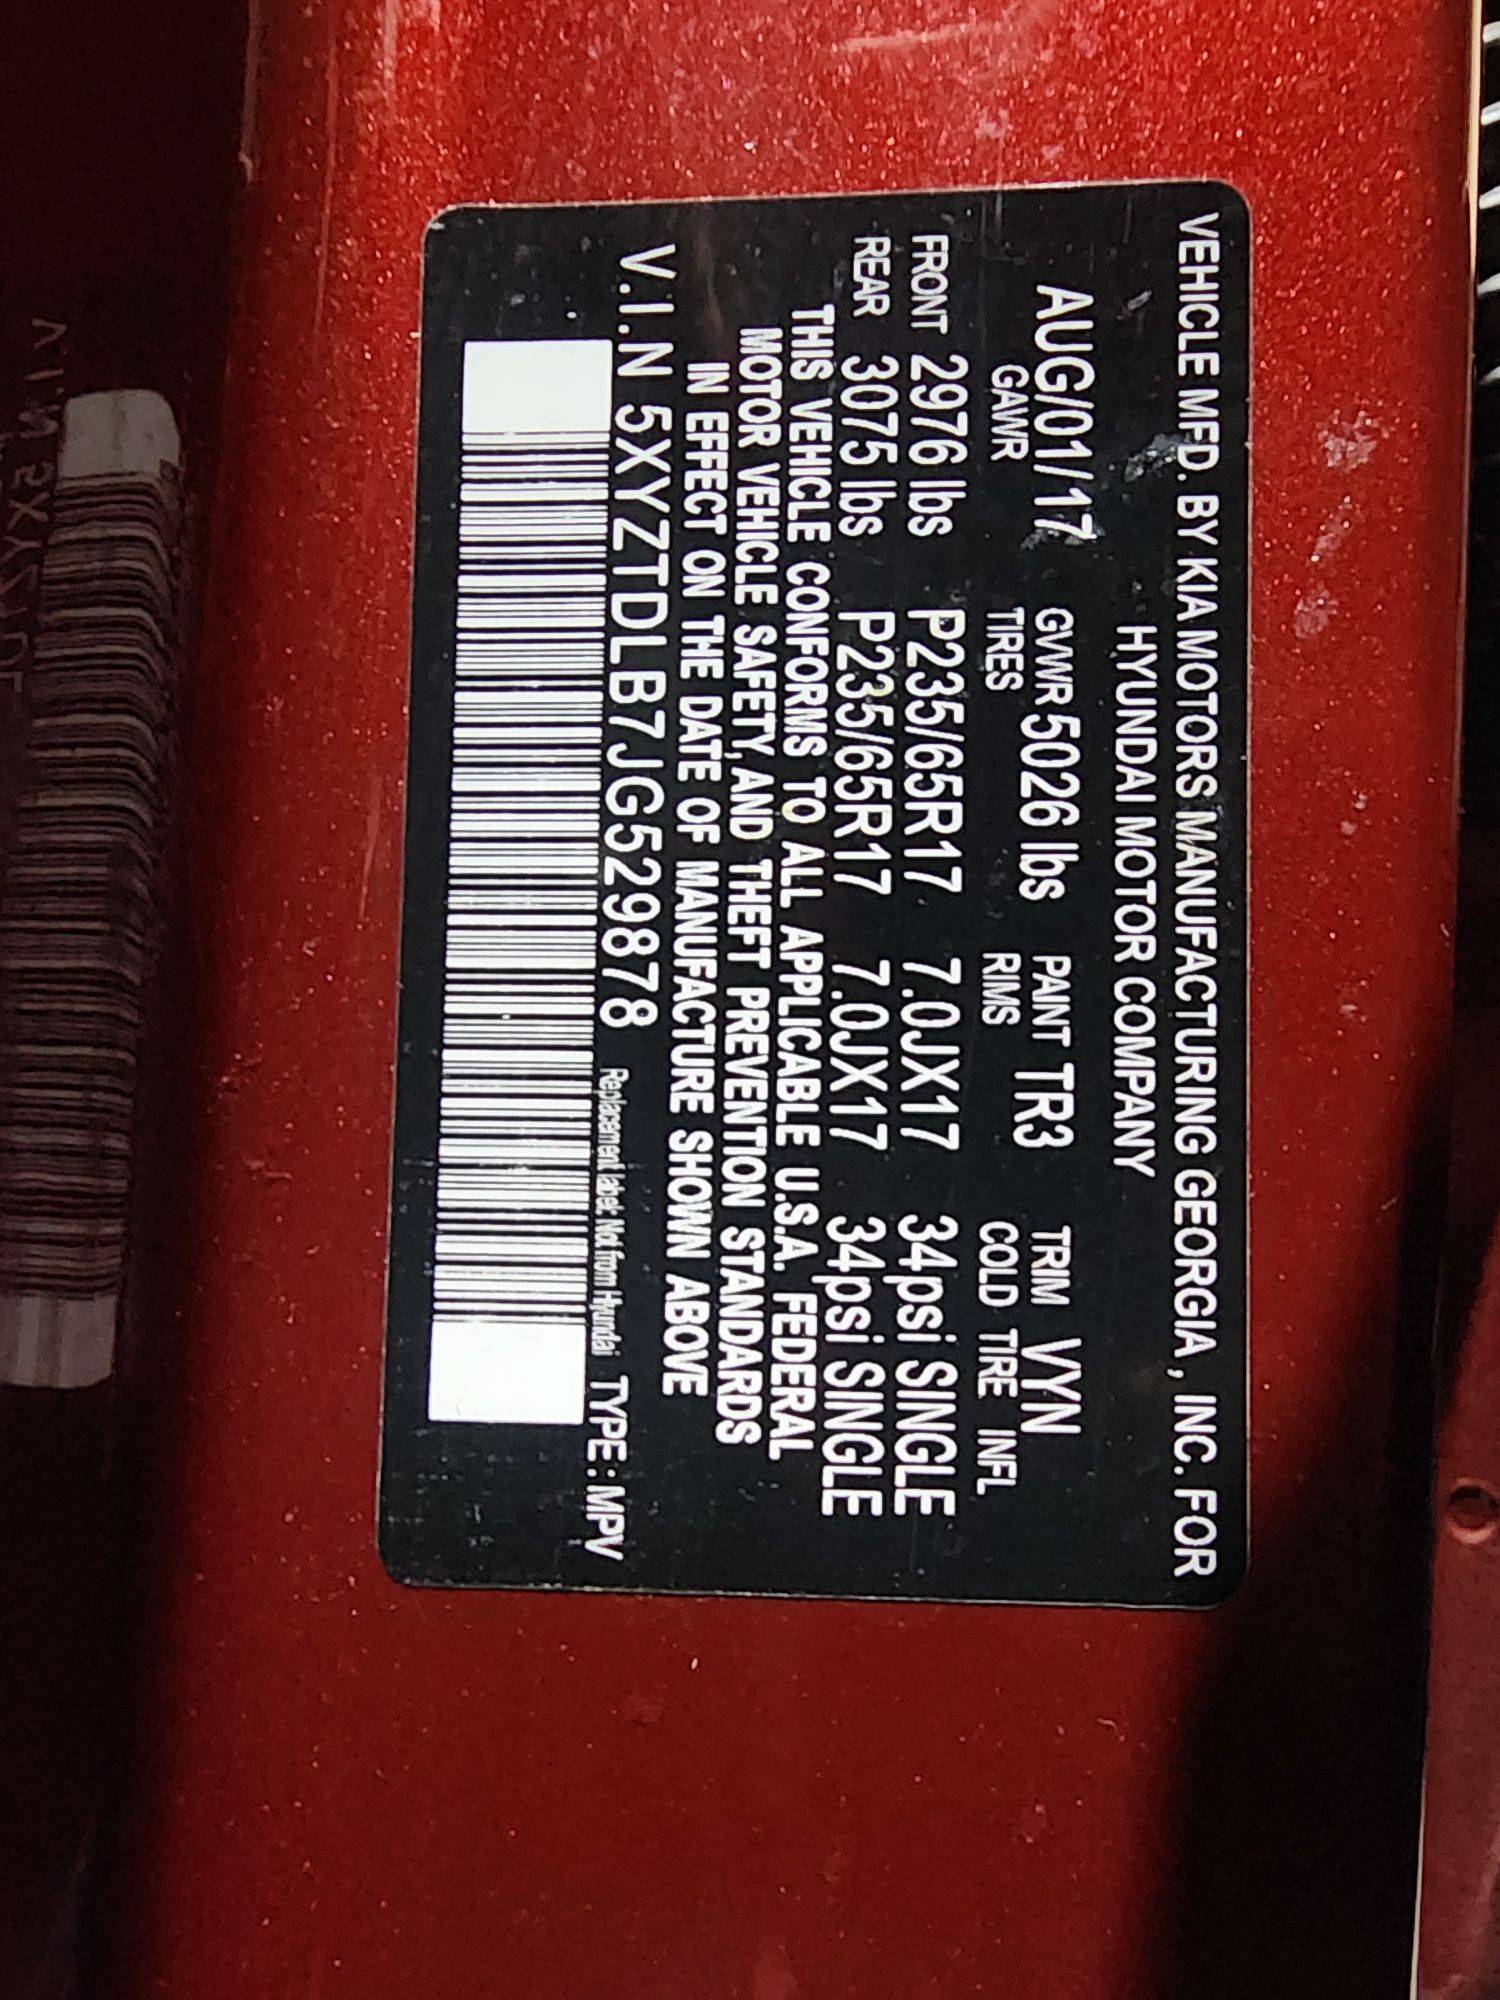 VEHICLE MFD. BY KIA MOTORS MANUFACTURING GEORGIA , INC. FOR
HYUNDAI MOTOR COMPANY
AUG/01/17 GVWR 5026 lbs PAINT TR3 TRIM VYN
GAWR TIRES RIMS COLD TIRE INFL
FRONT 2976 lbs P235/65R17 7.0JX17 34psi SINGLE
REAR 3075 lbs P235/65R17 7.0JX17 34psi SINGLE
THIS VEHICLE CONFORMS TO ALL APPLICABLE U.S.A. FEDERAL
MOTOR VEHICLE SAFETY, AND THEFT PREVENTION STANDARDS
IN EFFECT ON THE DATE OF MANUFACTURE SHOWN ABOVE
V.I.N 5XYZTDLB7JG529878 Replacement label: Not from Hyundai TYPE:MPV